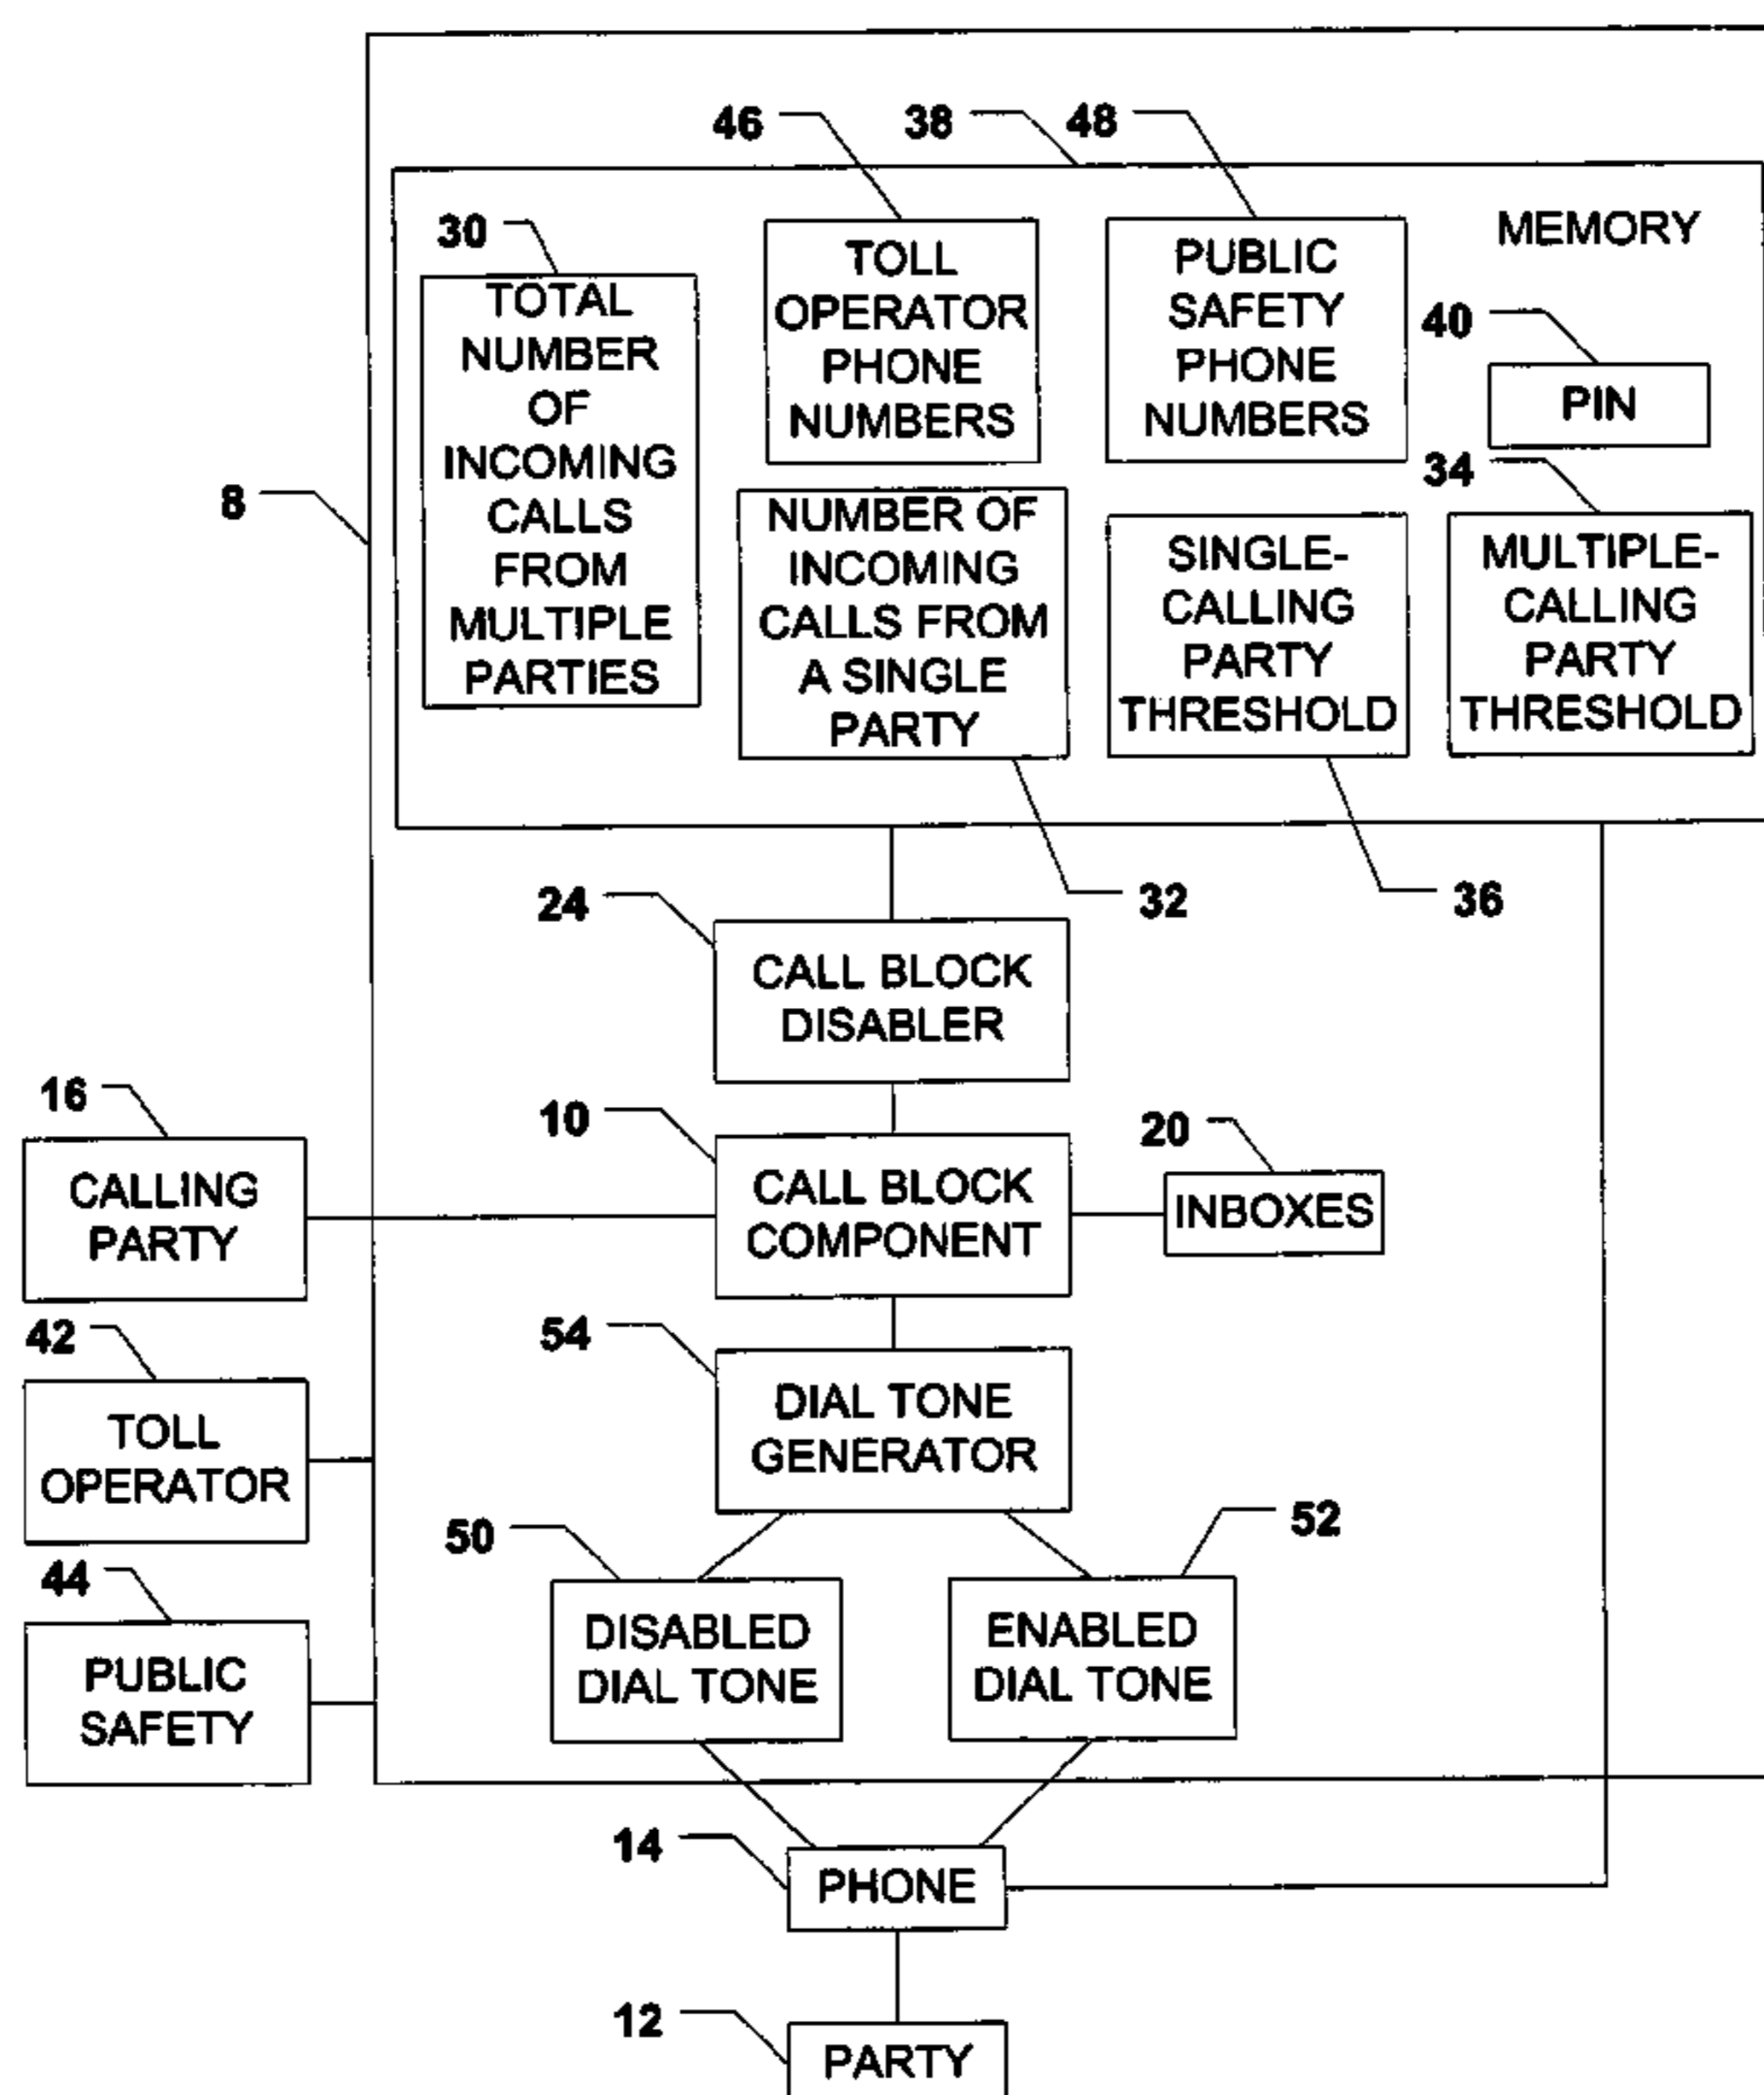 46
38
48
30
TOTAL
NUMBER
OF
INCOMING
CALLS
FROM
MULTIPLE
PARTIES
TOLL
OPERATOR
PHONE
NUMBERS
PUBLIC
SAFETY
PHONE
NUMBERS
MEMORY
40
PIN
8
NUMBER OF
INCOMING
CALLS FROM
A SINGLE
PARTY
SINGLE-
CALLING
PARTY
THRESHOLD
34
MULTIPLE-
CALLING
PARTY
THRESHOLD
32
36
24
CALL BLOCK
DISABLER
16
CALLING
PARTY
10
CALL BLOCK
COMPONENT
20
INBOXES
42
TOLL
OPERATOR
54
DIAL TONE
GENERATOR
44
PUBLIC
SAFETY
50
DISABLED
DIAL TONE
52
ENABLED
DIAL TONE
14
PHONE
12
PARTY